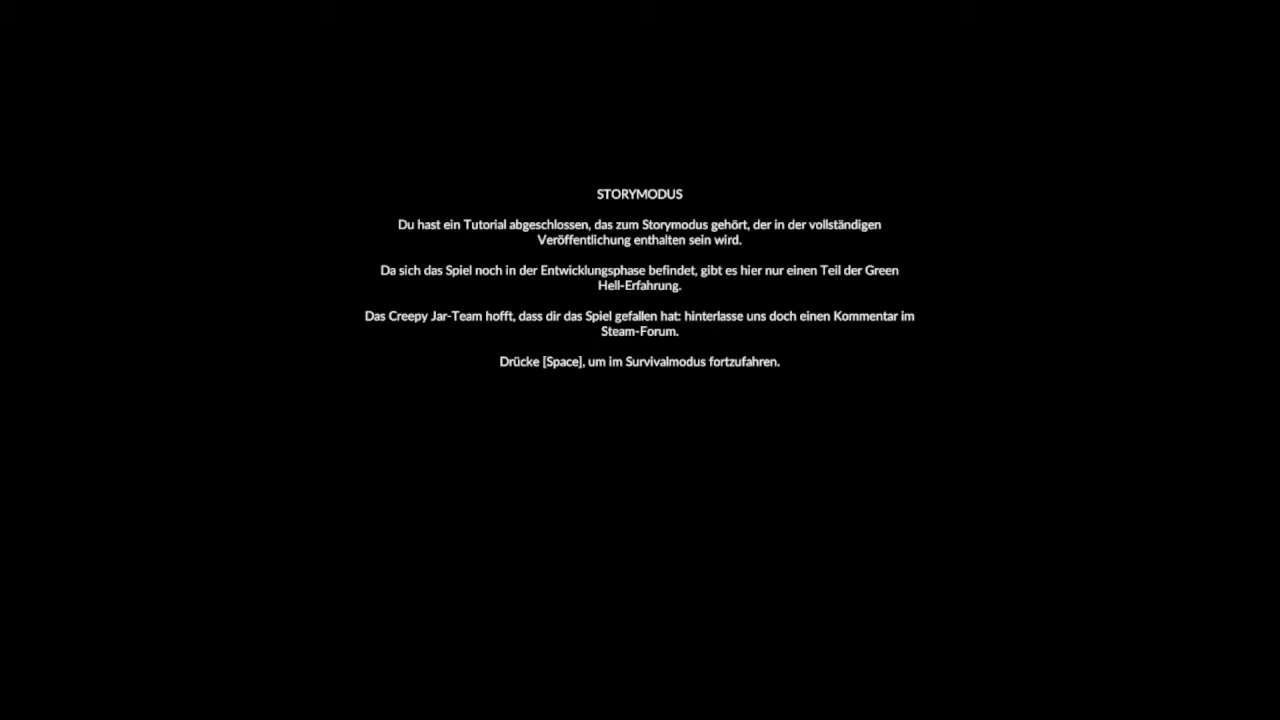 STORYMODUS
Du hast ein Tutorial abgeschlossen, das zum Storymodus gehört, der in der vollständigen
Veröffentlichung enthalten sein wird.
Da sich das Spiel noch in der Entwicklungsphase befindet, gibt es hier nur einen Teil der Green
Hell-Erfahrung.
Das Creepy Jar-Team hofft, dass dir das Spiel gefallen hat: hinterlasse uns doch einen Kommentar im
Steam-Forum.
Drücke [Space], um im Survivalmodus fortzufahren.